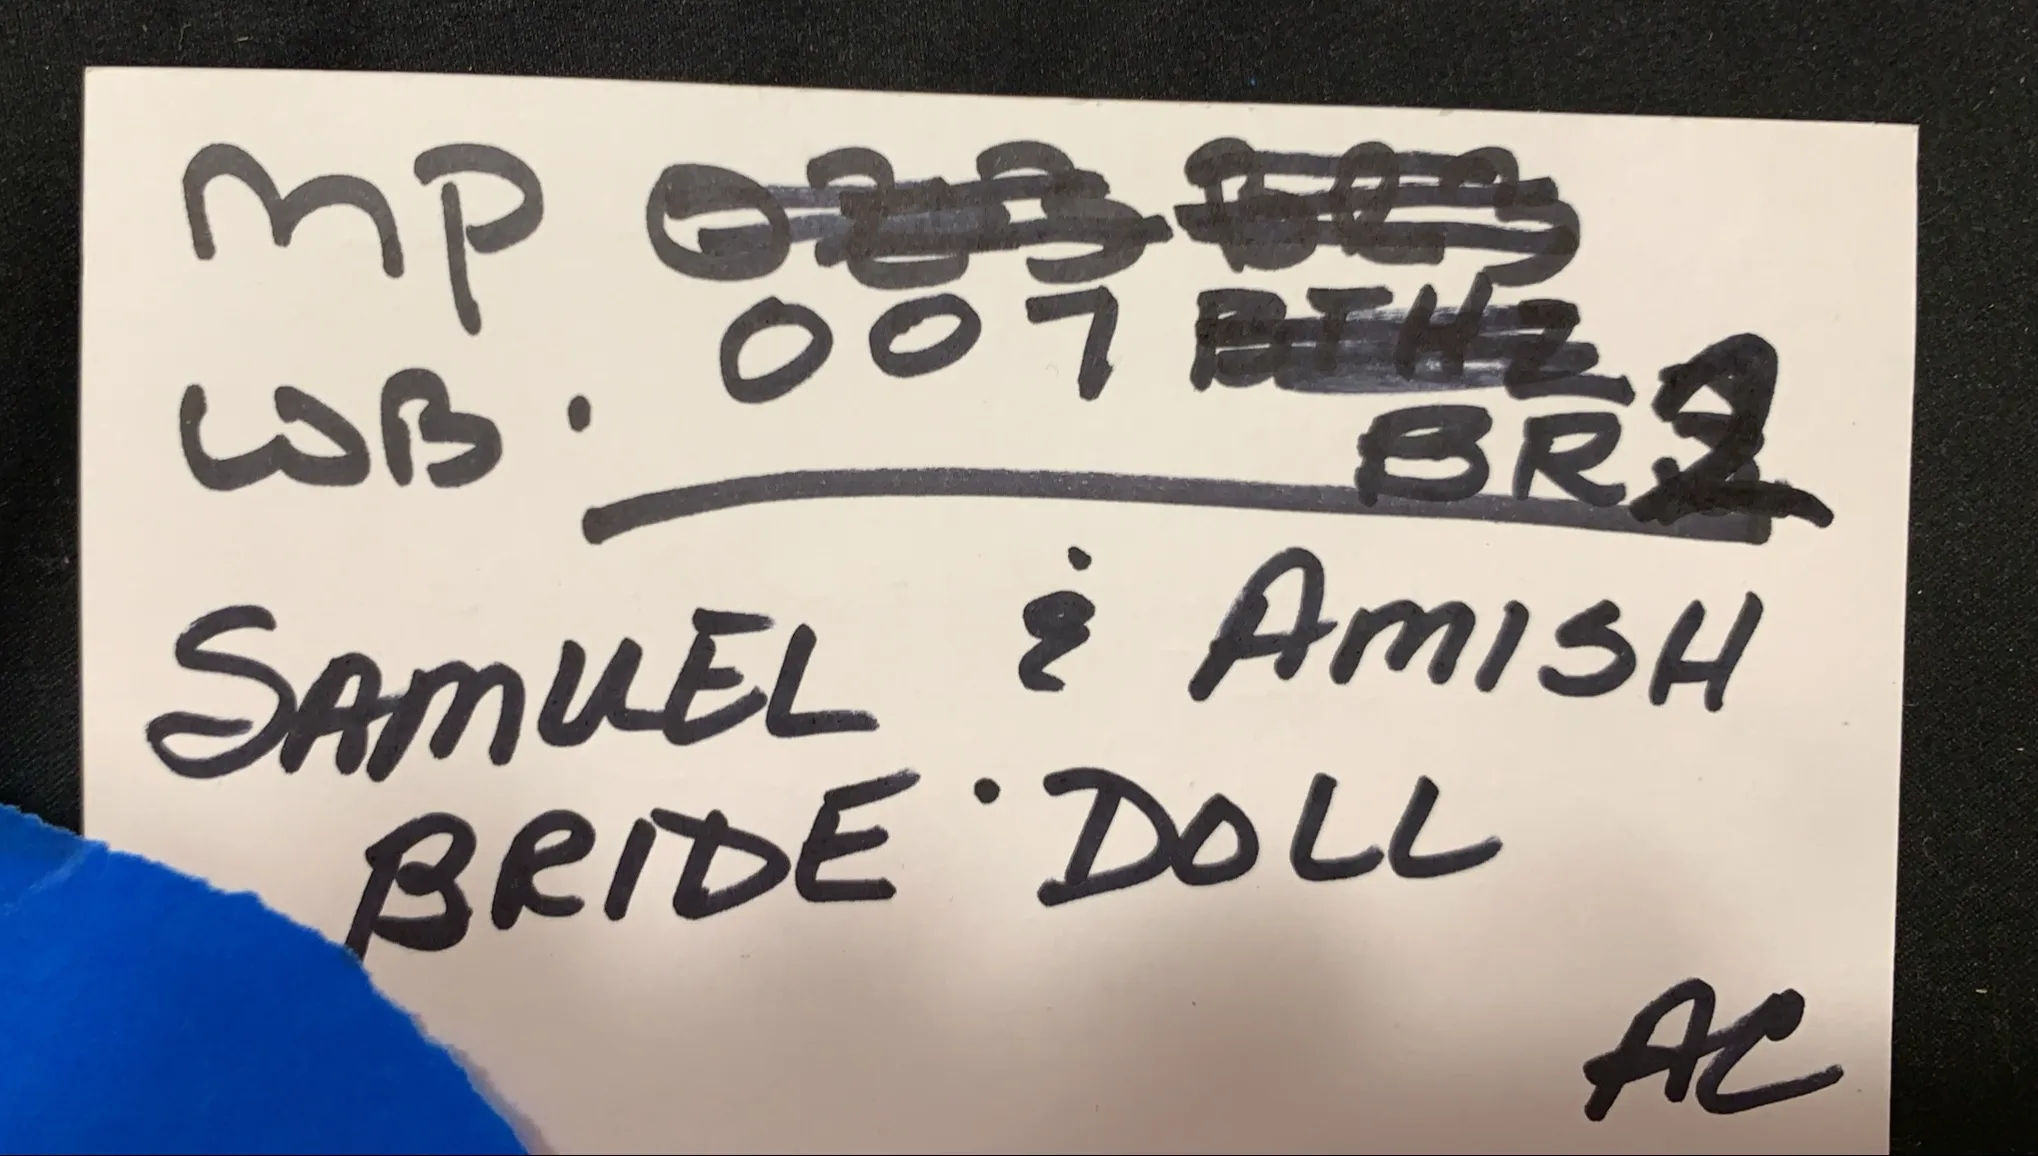 MP
007
WB. BR2
SAMUEL & AMISH
BRIDE. DOLL
AC